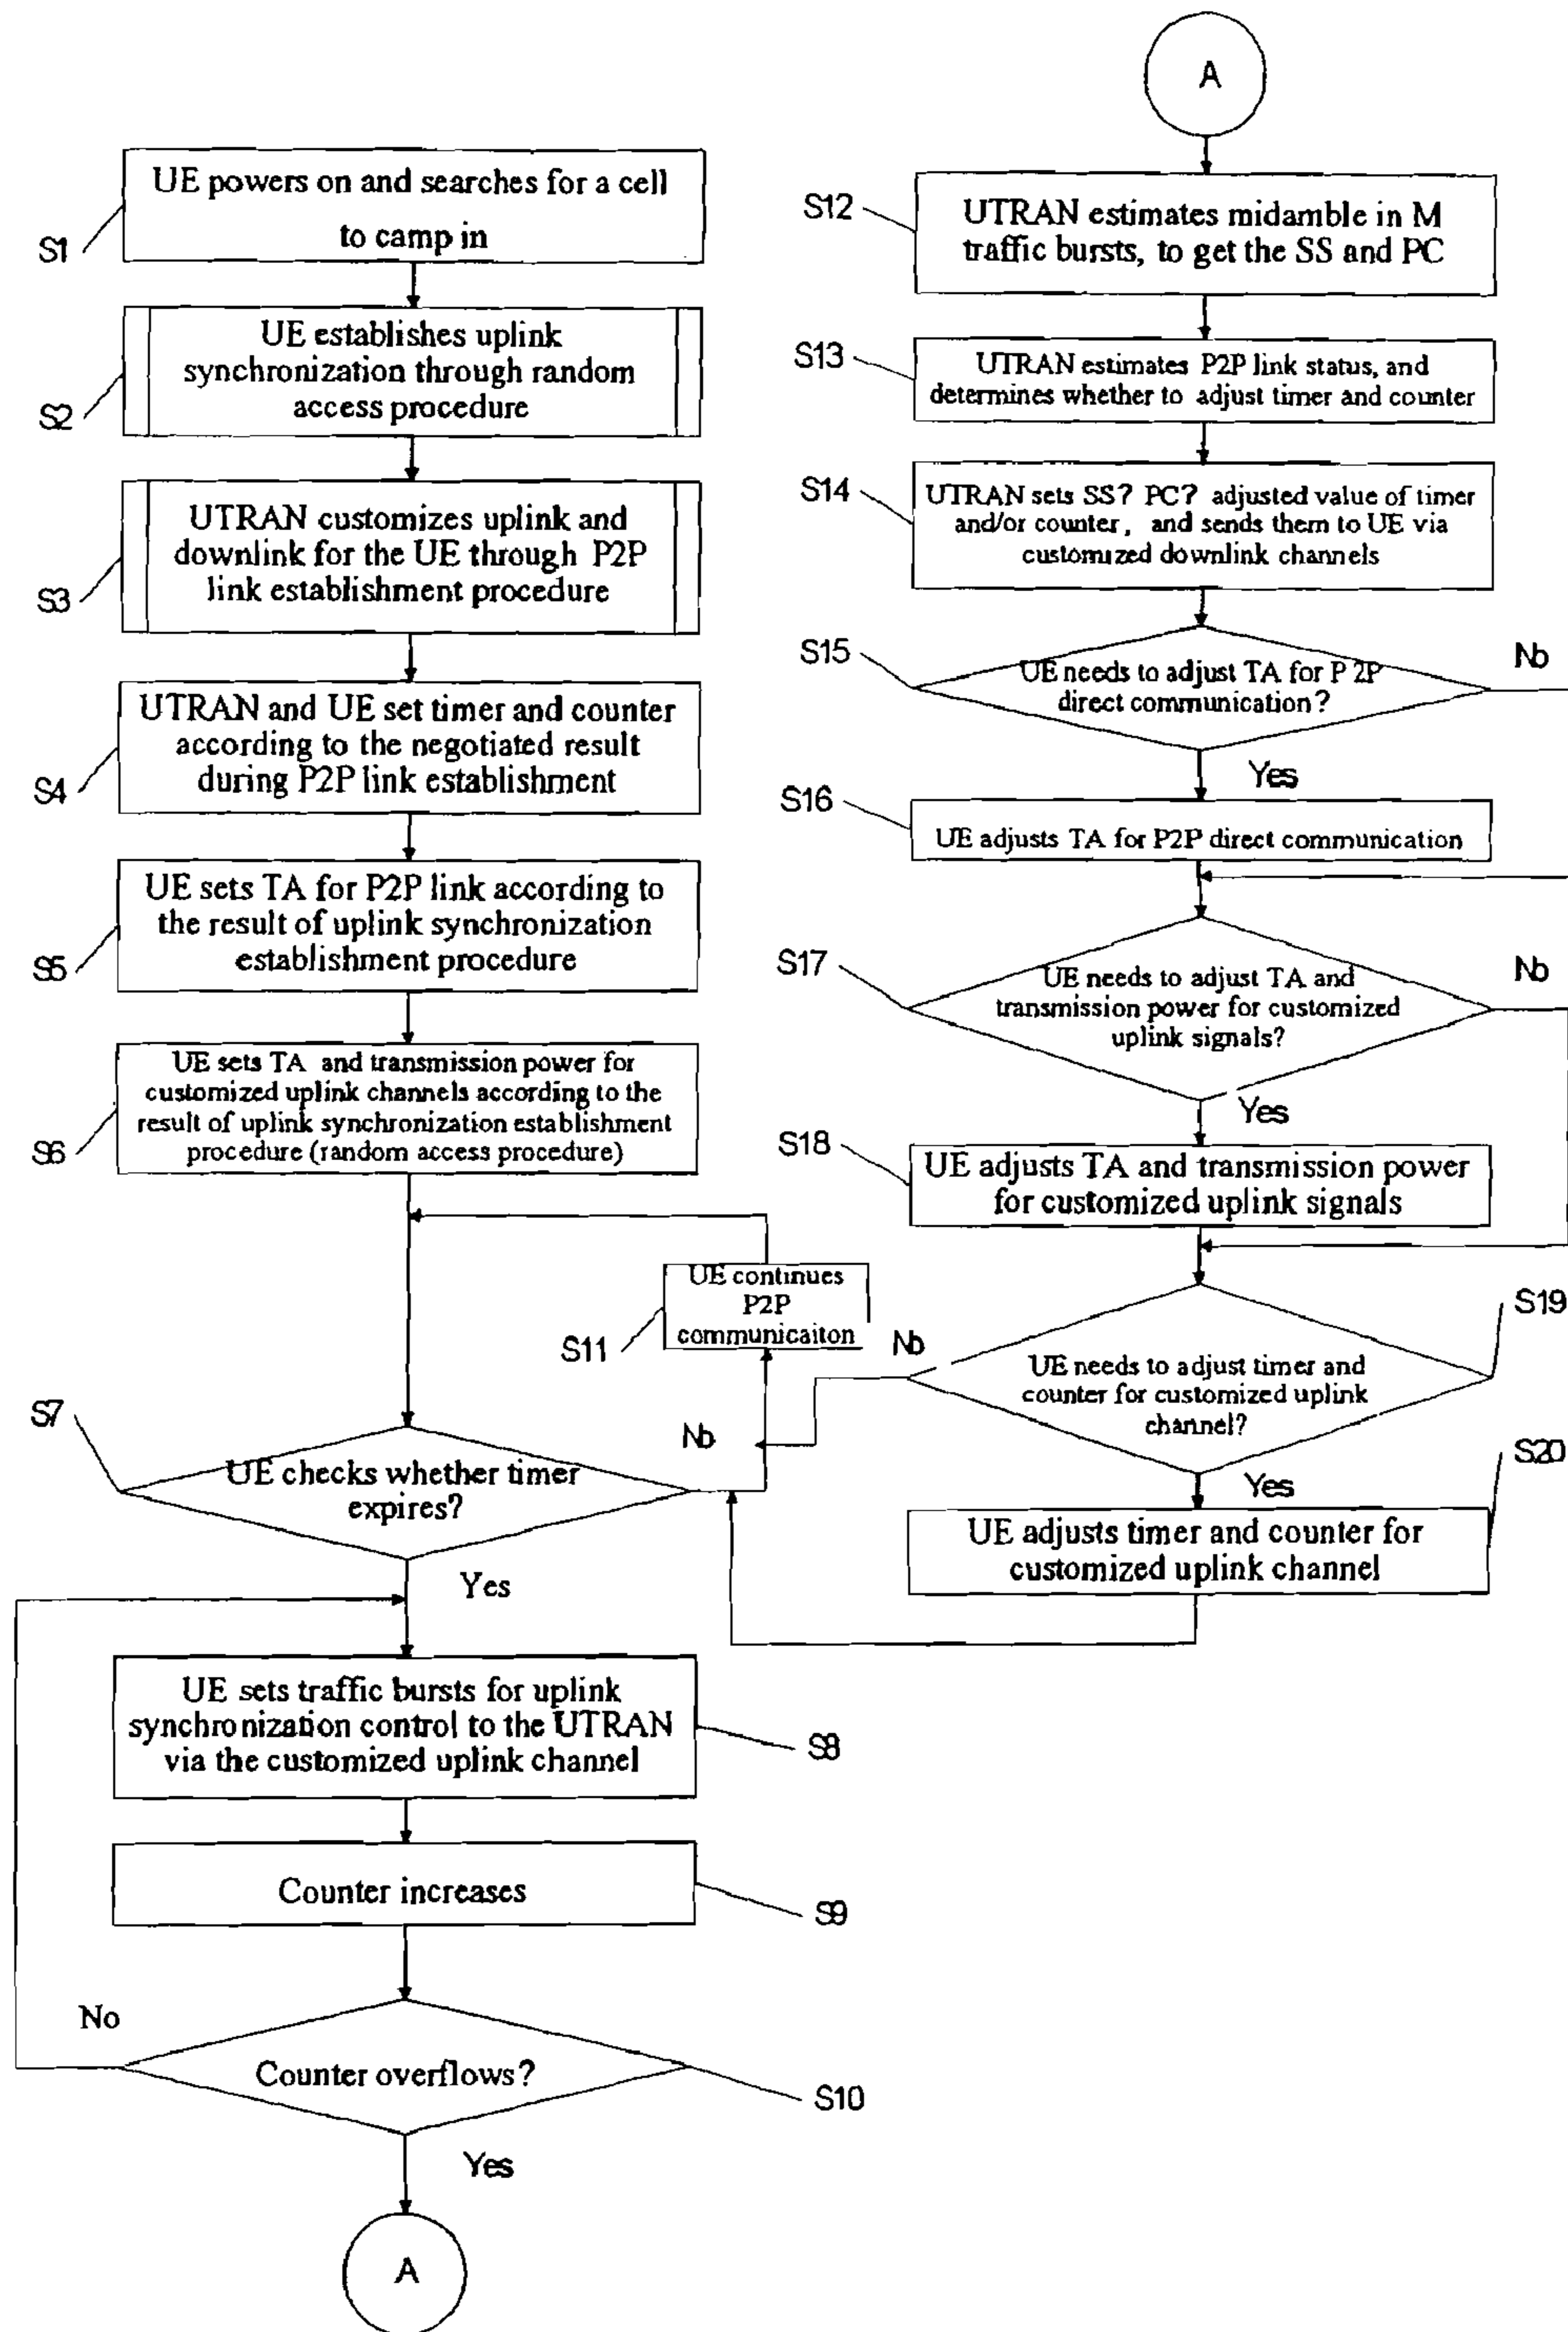 UE powers on and searches for a cell
to camp in
S1
UE establishes uplink
synchronization through random
access procedure
S2
UTRAN customizes uplink and
downlink for the UE through P2P
link establishment procedure
S3
UTRAN and UE set timer and counter
according to the negotiated result
during P2P link establishment
S4
UE sets TA for P2P link according to
the result of uplink synchronization
establishment procedure
S5
UE sets TA and transmission power for
customized uplink channels according to the
result of uplink synchronization establishment
procedure (random access procedure)
S6
UE continues
P2P
communicaiton
S11
S7
No
UE checks whether timer
expires?
Yes
UE sets traffic bursts for uplink
synchronization control to the UTRAN
via the customized uplink channel
S8
Counter increases
S9
No
Counter overflows?
S10
Yes
A
A
S12
UTRAN estimates midamble in M
traffic bursts, to get the SS and PC
S13
UTRAN estimates P2P link status, and
determines whether to adjust timer and counter
S14
UTRAN sets SS? PC? adjusted value of timer
and/or counter, and sends them to UE via
customized downlink channels
S15
No
UE needs to adjust TA for P 2P
direct communication?
Yes
S16
UE adjusts TA for P2P direct communication
S17
No
UE needs to adjust TA and
transmission power for customized
uplink signals?
Yes
S18
UE adjusts TA and transmission power
for customized uplink signals
S19
No
UE needs to adjust timer and
counter for customized uplink
channel?
S20
Yes
UE adjusts timer and counter for
customized uplink channel